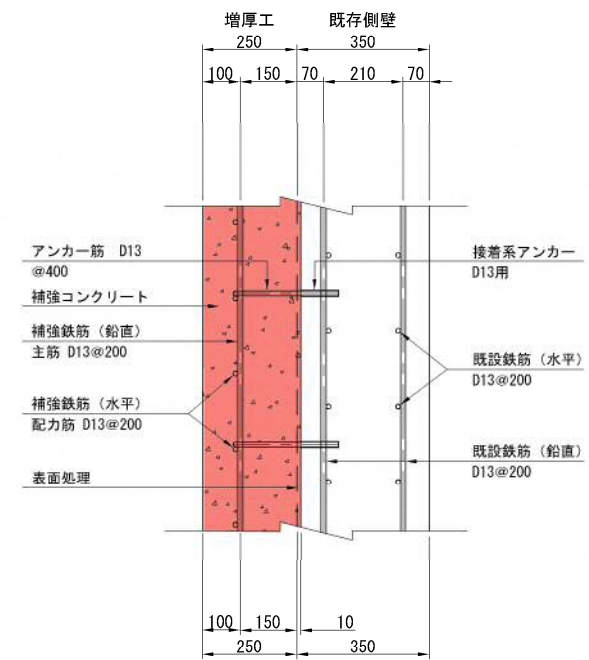 増厚工 既存側壁
250 350
100 150 70 210 70
アンカー筋 D13
@400
補強コンクリート
補強鉄筋（鉛直）
主筋 D13@200
補強鉄筋（水平）
配力筋 D13@200
表面処理
接着系アンカー
D13用
既設鉄筋（水平）
D13@200
既設鉄筋（鉛直）
D13@200
100 150 10
250 350